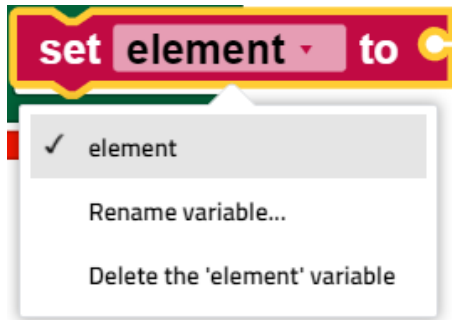 set element to
element
Rename variable...
Delete the 'element' variable